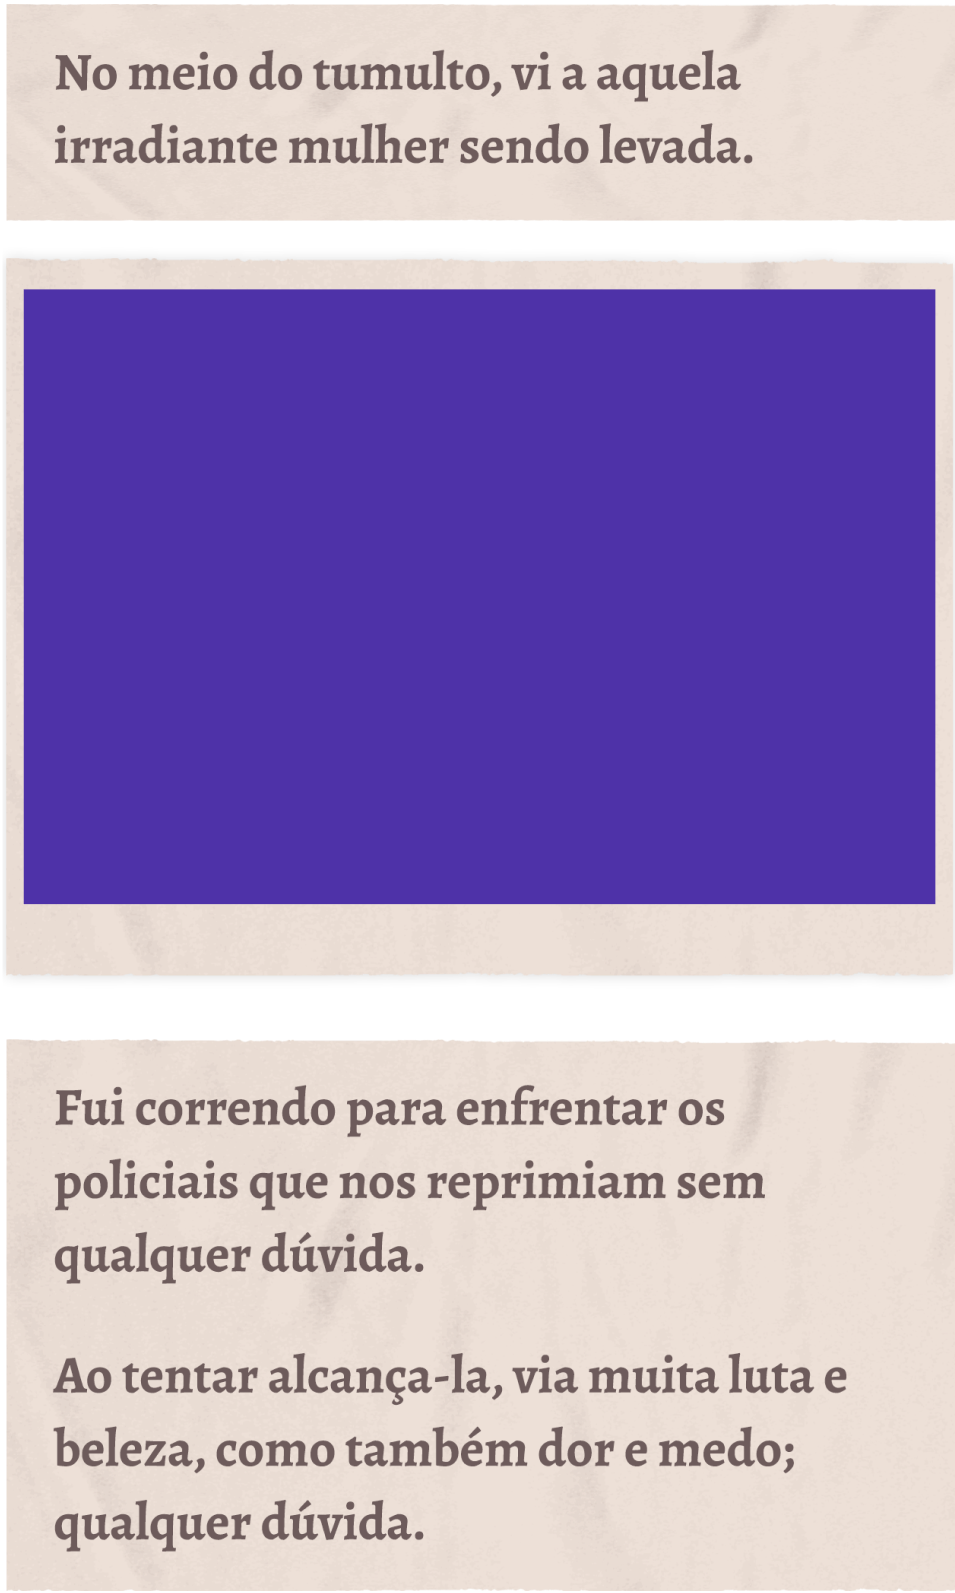 No meio do tumulto, vi a aquela
irradiante mulher sendo levada.
Fui correndo para enfrentar os
policiais que nos reprimiam sem
qualquer dúvida.
Ao tentar alcança-la, via muita luta e
beleza, como também dor e medo;
qualquer dúvida.